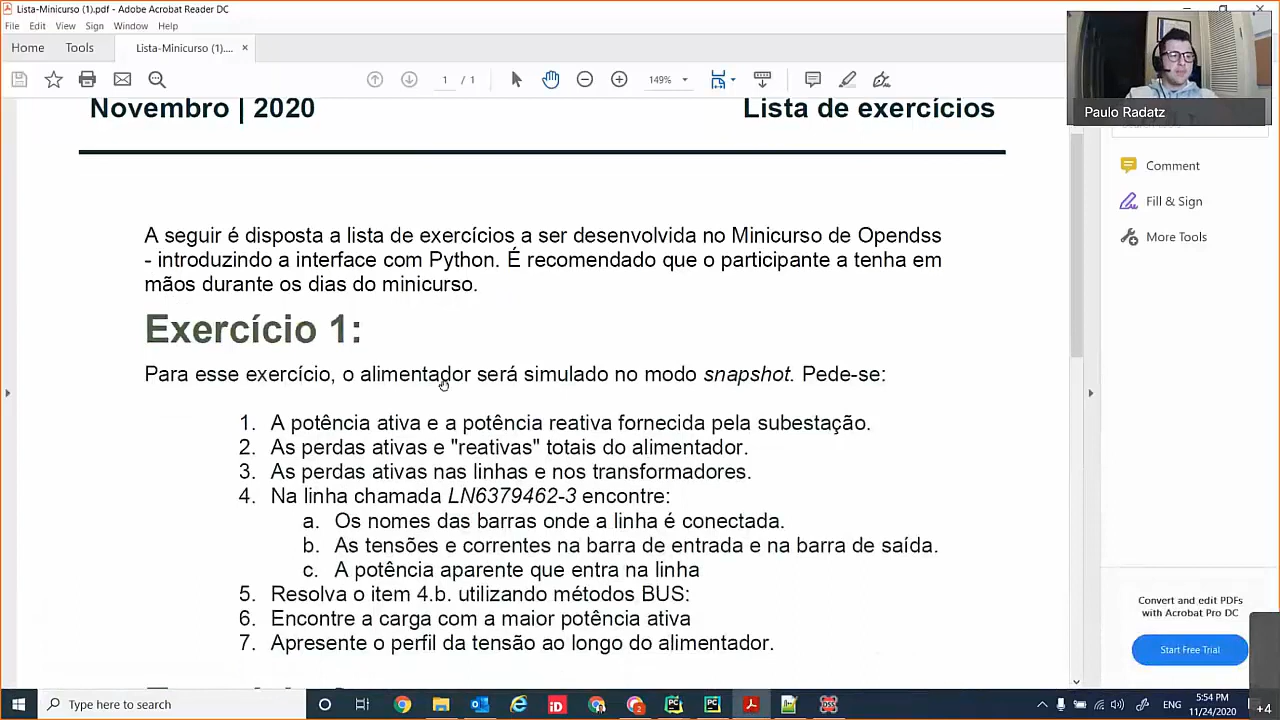 Lista-Minicurso (1).pdf - Adobe Acrobat Reader DC
File Edit View Sign Window Help
Home Tools Lista-Minicurso (1)....
1 / 1 149%
Paulo Radatz
Novembro | 2020 Lista de exercícios
Comment
Fill & Sign
More Tools
A seguir é disposta a lista de exercícios a ser desenvolvida no Minicurso de Opendss
- introduzindo a interface com Python. É recomendado que o participante a tenha em
mãos durante os dias do minicurso.
Exercício 1:
Para esse exercício, o alimentador será simulado no modo snapshot. Pede-se:
1. A potência ativa e a potência reativa fornecida pela subestação.
2. As perdas ativas e "reativas" totais do alimentador.
3. As perdas ativas nas linhas e nos transformadores.
4. Na linha chamada LN6379462-3 encontre:
a. Os nomes das barras onde a linha é conectada.
b. As tensões e correntes na barra de entrada e na barra de saída.
c. A potência aparente que entra na linha
5. Resolva o item 4.b. utilizando métodos BUS:
6. Encontre a carga com a maior potência ativa
7. Apresente o perfil da tensão ao longo do alimentador.
Convert and edit PDFs
with Acrobat Pro DC
Start Free Trial
Type here to search
ENG
5:54 PM
11/24/2020
+4